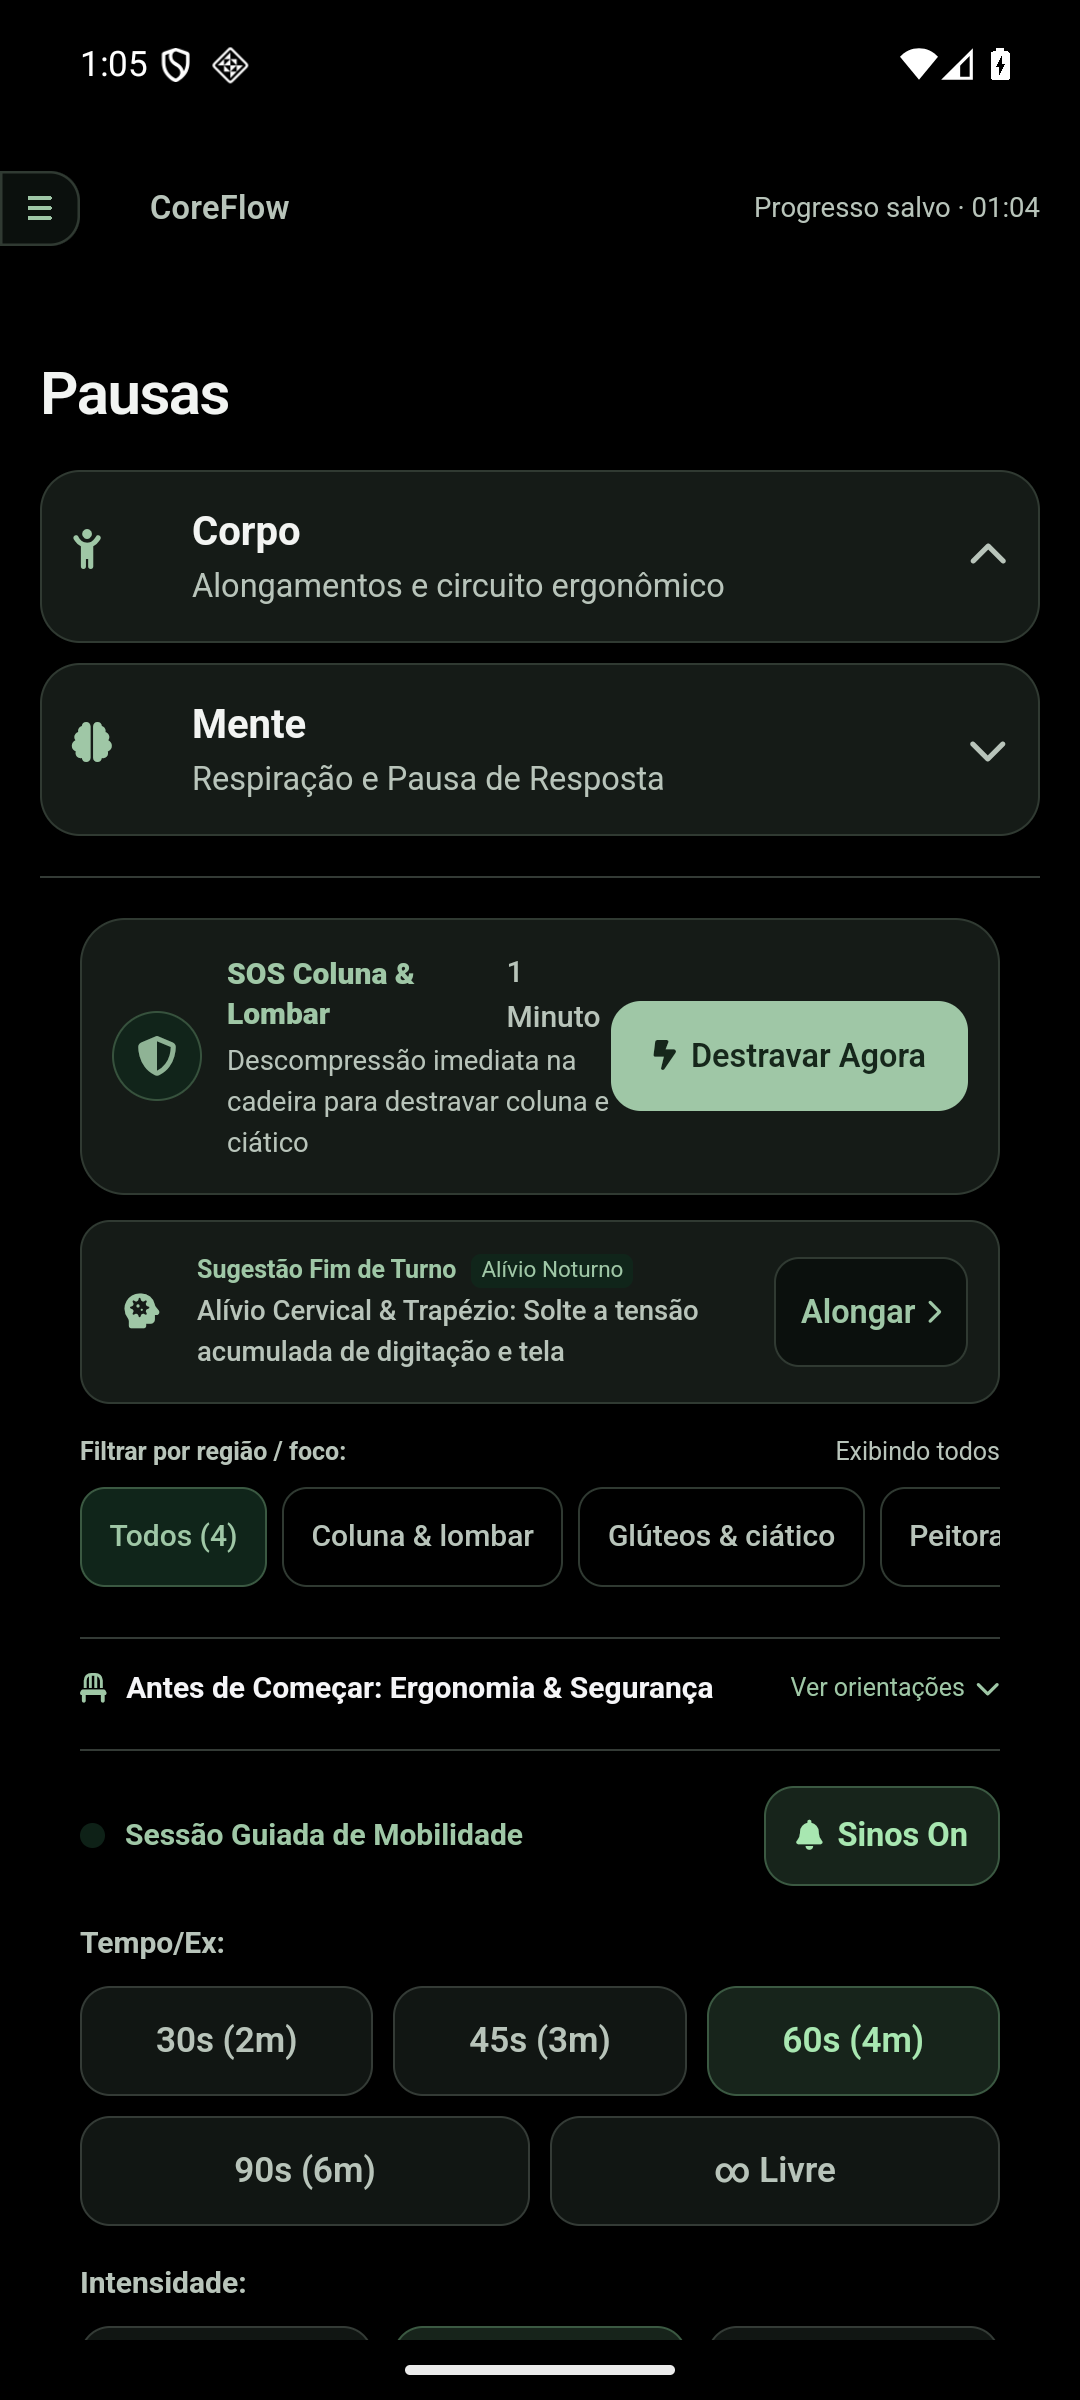 1:05
CoreFlow
Progresso salvo · 01:04
Pausas
Corpo
Alongamentos e circuito ergonômico
Mente
Respiração e Pausa de Resposta
SOS Coluna &
Lombar
1
Minuto
Descompressão imediata na
cadeira para destravar coluna e
ciático
Destravar Agora
Sugestão Fim de Turno
Alívio Noturno
Alívio Cervical & Trapézio: Solte a tensão
acumulada de digitação e tela
Alongar
Filtrar por região / foco:
Exibindo todos
Todos (4)
Coluna & lombar
Glúteos & ciático
Peitora
Antes de Começar: Ergonomia & Segurança
Ver orientações
Sessão Guiada de Mobilidade
Sinos On
Tempo/Ex:
30s (2m)
45s (3m)
60s (4m)
90s (6m)
∞ Livre
Intensidade: